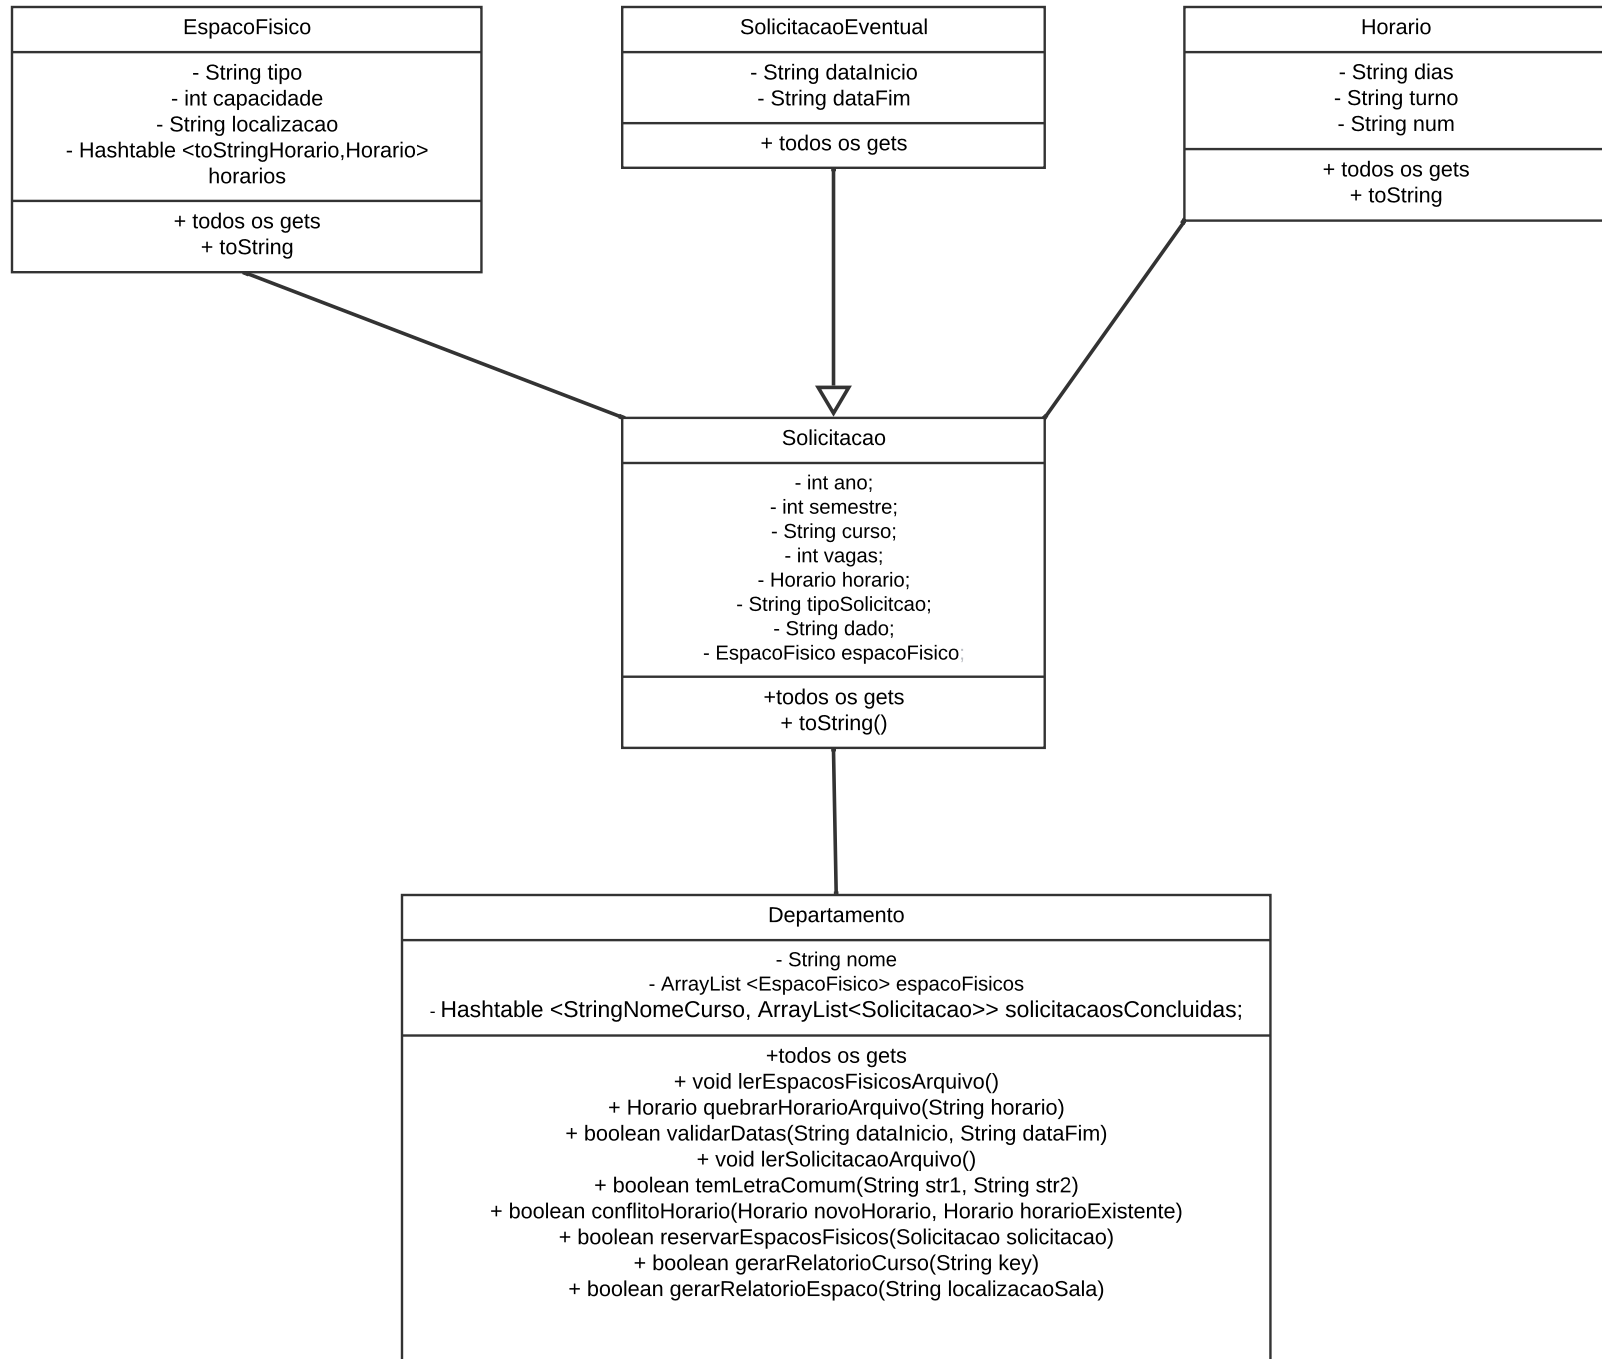 EspacoFisico
- String tipo
- int capacidade
- String localizacao
- Hashtable <toStringHorario,Horario>
horarios
+ todos os gets
+ toString
SolicitacaoEventual
- String dataInicio
- String dataFim
+ todos os gets
Horario
- String dias
- String turno
- String num
+ todos os gets
+ toString
Solicitacao
- int ano;
- int semestre;
- String curso;
- int vagas;
- Horario horario;
- String tipoSolicitcao;
- String dado;
- EspacoFisico espacoFisico;
+todos os gets
+ toString()
Departamento
- String nome
- ArrayList <EspacoFisico> espacoFisicos
- Hashtable <StringNomeCurso, ArrayList<Solicitacao>> solicitacaosConcluidas;
+todos os gets
+ void lerEspacosFisicosArquivo()
+ Horario quebrarHorarioArquivo(String horario)
+ boolean validarDatas(String dataInicio, String dataFim)
+ void lerSolicitacaoArquivo()
+ boolean temLetraComum(String str1, String str2)
+ boolean conflitoHorario(Horario novoHorario, Horario horarioExistente)
+ boolean reservarEspacosFisicos(Solicitacao solicitacao)
+ boolean gerarRelatorioCurso(String key)
+ boolean gerarRelatorioEspaco(String localizacaoSala)